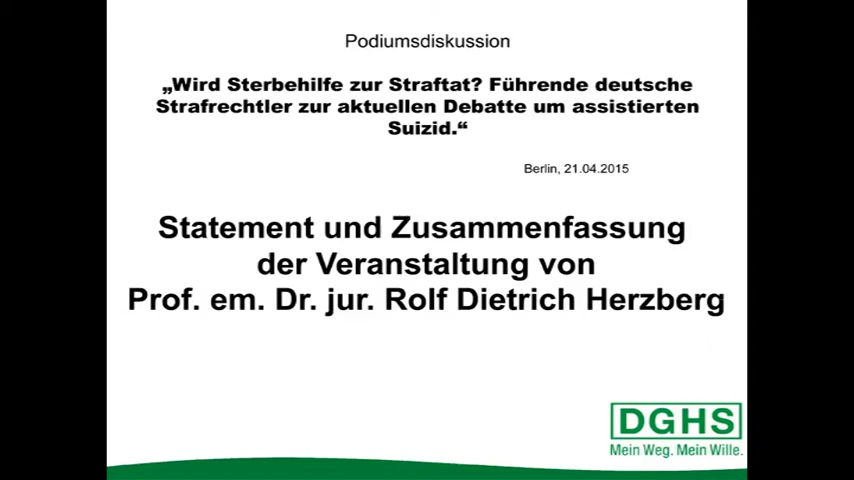 Podiumsdiskussion
„Wird Sterbehilfe zur Straftat? Führende deutsche
Strafrechtler zur aktuellen Debatte um assistierten
Suizid.“
Berlin, 21.04.2015
Statement und Zusammenfassung
der Veranstaltung von
Prof. em. Dr. jur. Rolf Dietrich Herzberg
DGHS
Mein Weg. Mein Wille.